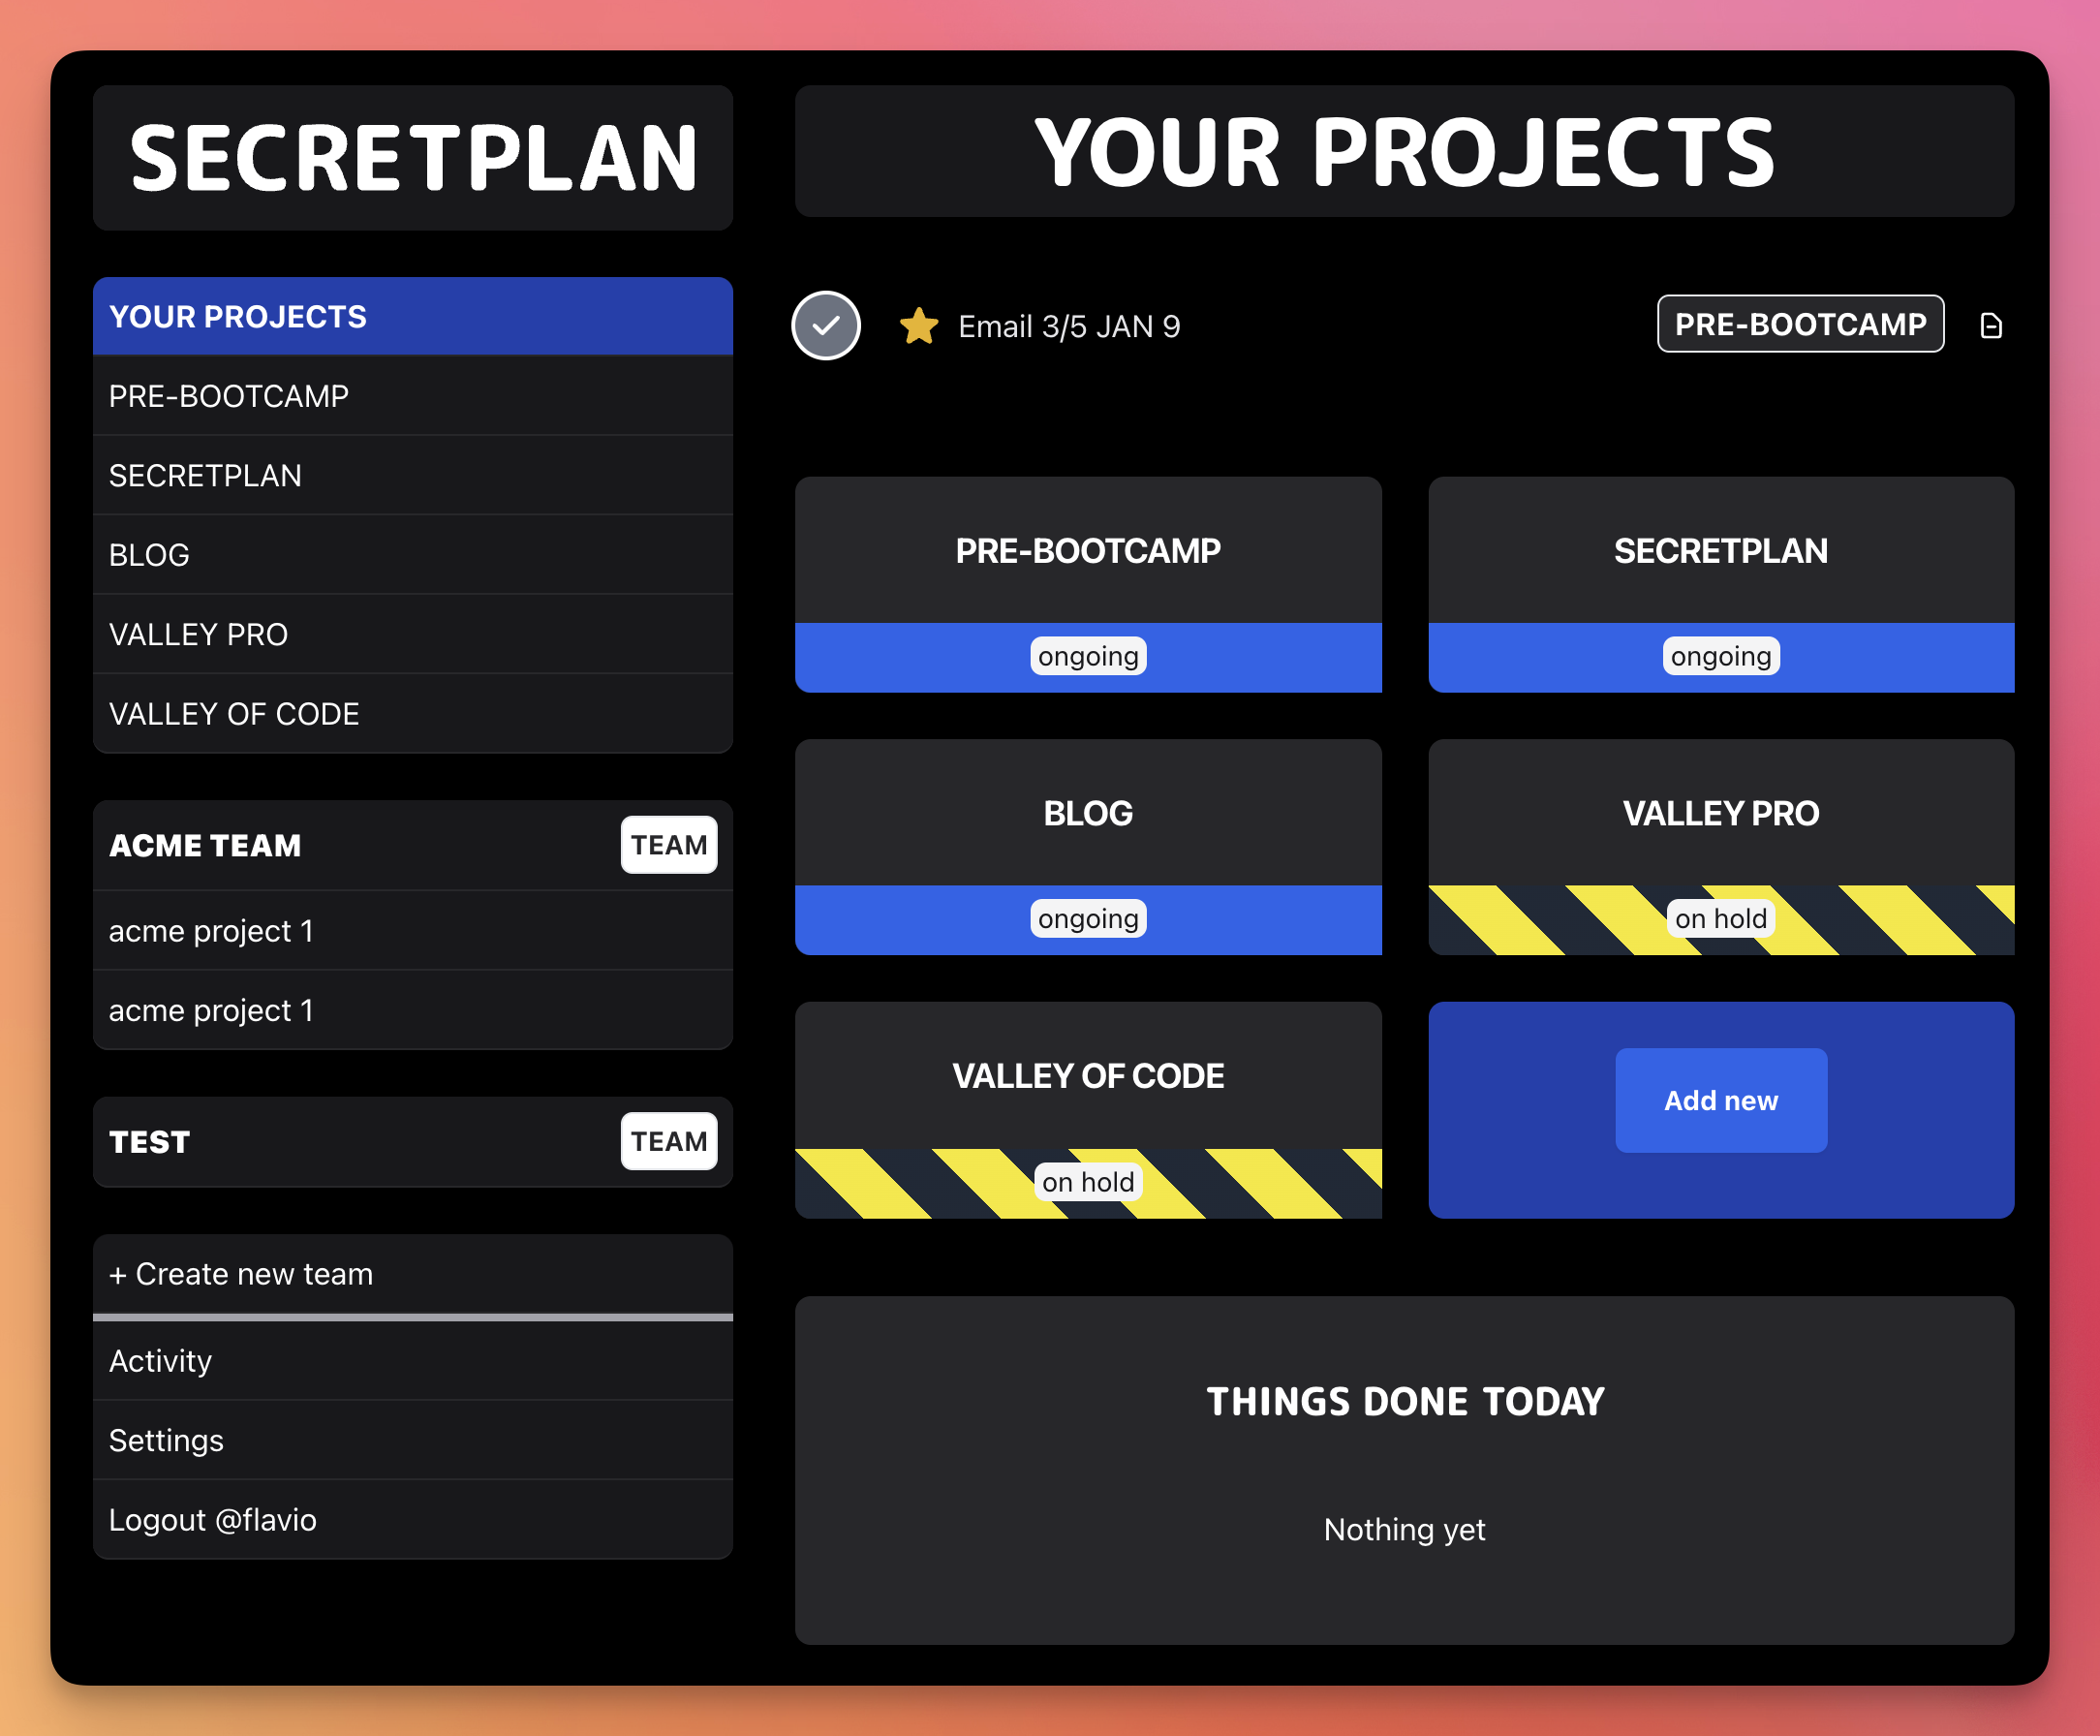 SECRETPLAN
YOUR PROJECTS
PRE-BOOTCAMP
SECRETPLAN
BLOG
VALLEY PRO
VALLEY OF CODE
ACME TEAM TEAM
acme project 1
acme project 1
TEST TEAM
+ Create new team
Activity
Settings
Logout @flavio
YOUR PROJECTS
Email 3/5 JAN 9 PRE-BOOTCAMP
PRE-BOOTCAMP
ongoing
SECRETPLAN
ongoing
BLOG
ongoing
VALLEY PRO
on hold
VALLEY OF CODE
on hold
Add new
THINGS DONE TODAY
Nothing yet